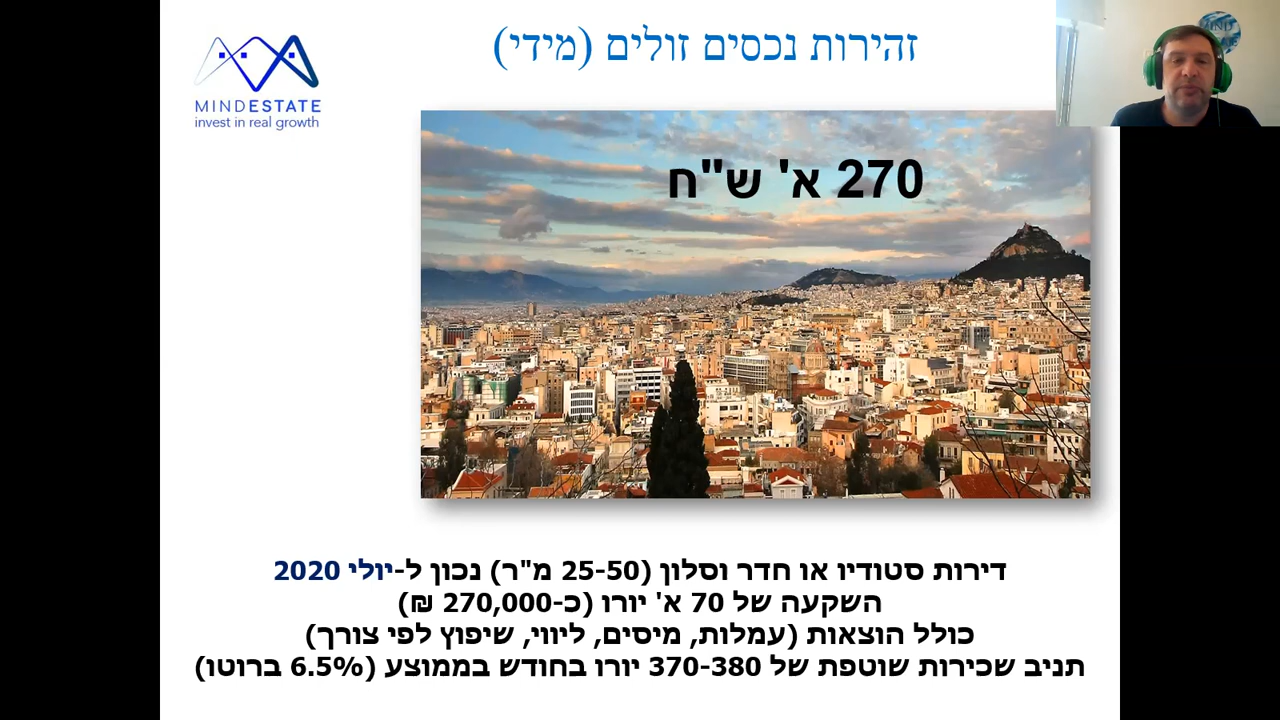 זהירות נכסים זולים (מידי)
MINDESTATE
invest in real growth
270 א' ש"ח
דירות סטודיו או חדר וסלון (25-50 מ"ר) נכון ל-יולי 2020
השקעה של 70 א' יורו (כ-270,000 ₪)
כולל הוצאות (עמלות, מיסים, ליווי, שיפוץ לפי צורך)
תניב שכירות שוטפת של 370-380 יורו בחודש בממוצע (6.5% ברוטו)